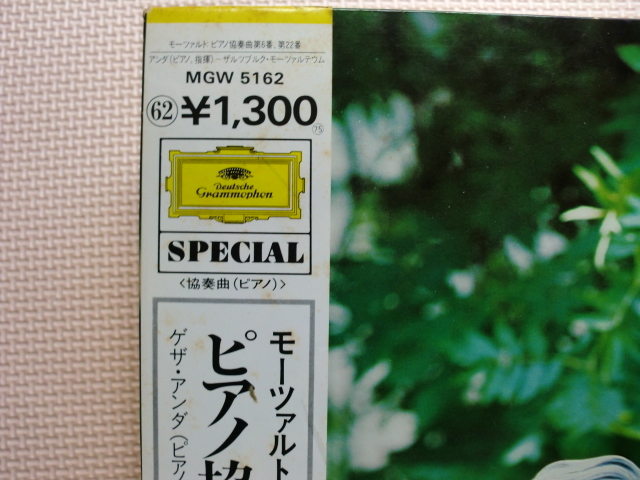 モーツァルト ピアノ協奏曲第6番、第22番
アンダ(ピアノ、指揮)〜ザルツブルク・モーツァルテウム
MGW 5162
62 ¥1,300
75
Deutsche
Grammophon
SPECIAL
〈協奏曲(ピアノ)〉
モーツァルト
ピアノ協
ゲザ・アンダ(ピア